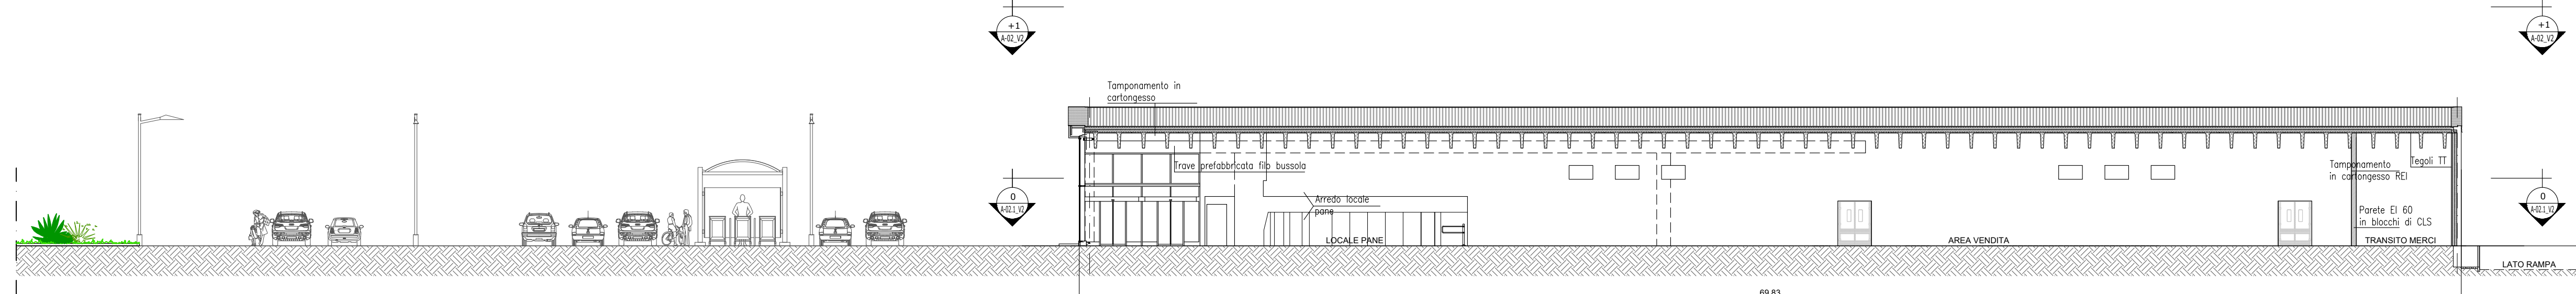 +1
A-02_V2
+1
A-02_V2
Tamponamento in
cartongesso
Trave prefabbricata filo bussola
Tamponamento
in cartongesso REI
Tegoli TT
0
A-02.1_V2
Arredo locale
pane
0
A-02.1_V2
Parete EI 60
in blocchi di CLS
LOCALE PANE
AREA VENDITA
TRANSITO MERCI
LATO RAMPA
69.83